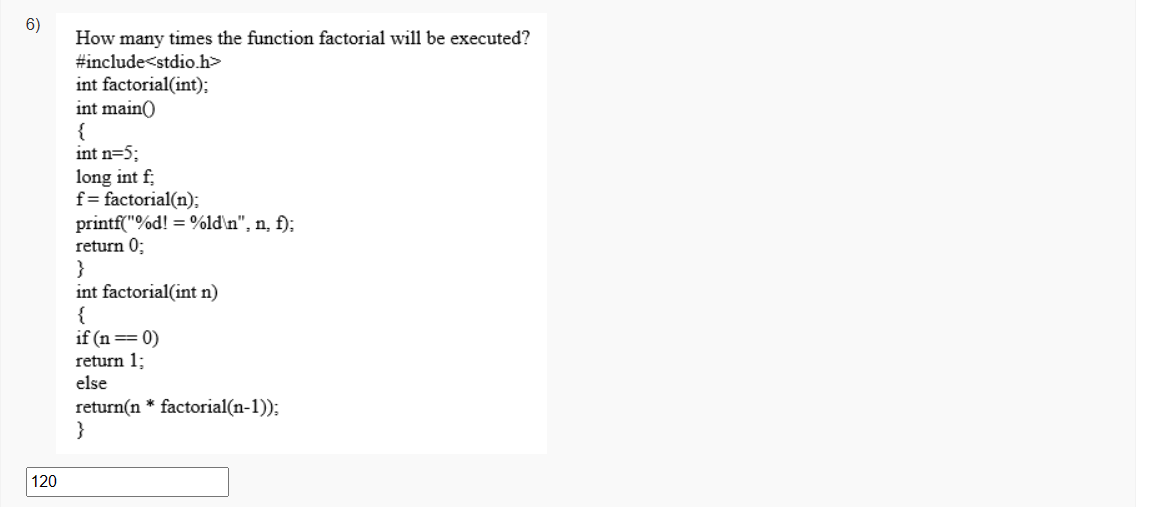 6)
How many times the function factorial will be executed?
#include<stdio.h>
int factorial(int);
int main()
{
int n=5;
long int f;
f = factorial(n);
printf("%d! = %ld\n", n, f);
return 0;
}
int factorial(int n)
{
if (n == 0)
return 1;
else
return(n * factorial(n-1));
}
120